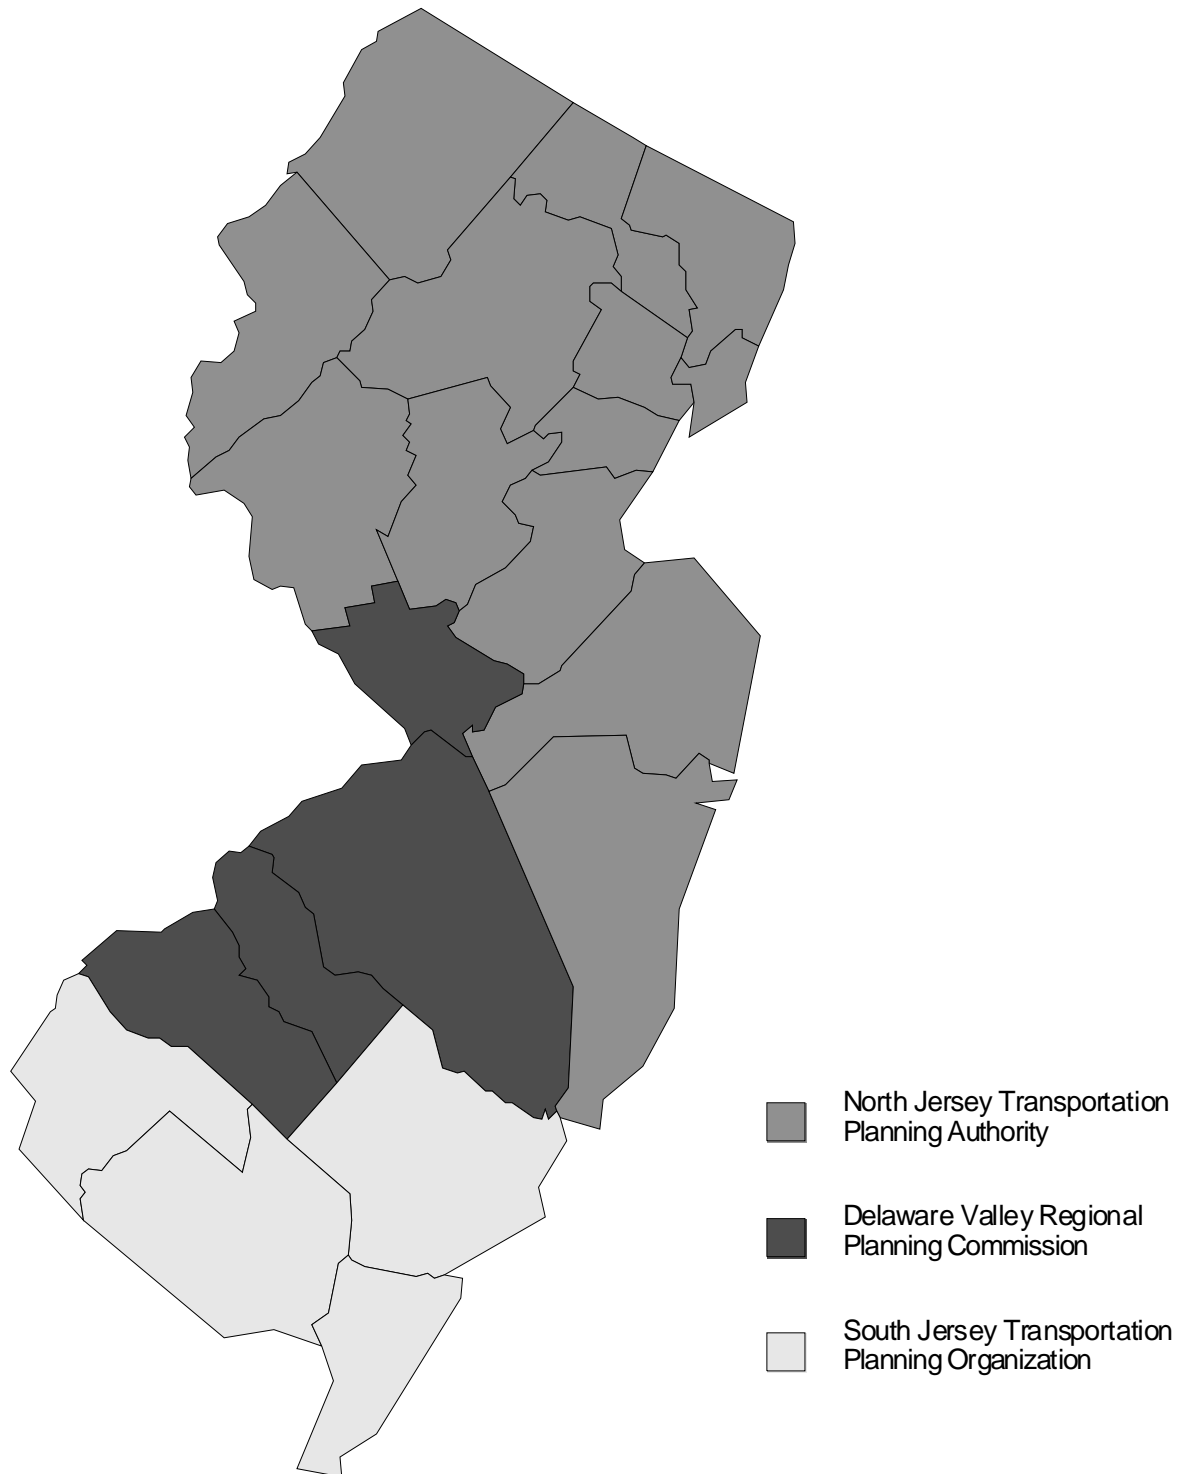 North Jersey Transportation
Planning Authority
Delaware Valley Regional
Planning Commission
South Jersey Transportation
Planning Organization